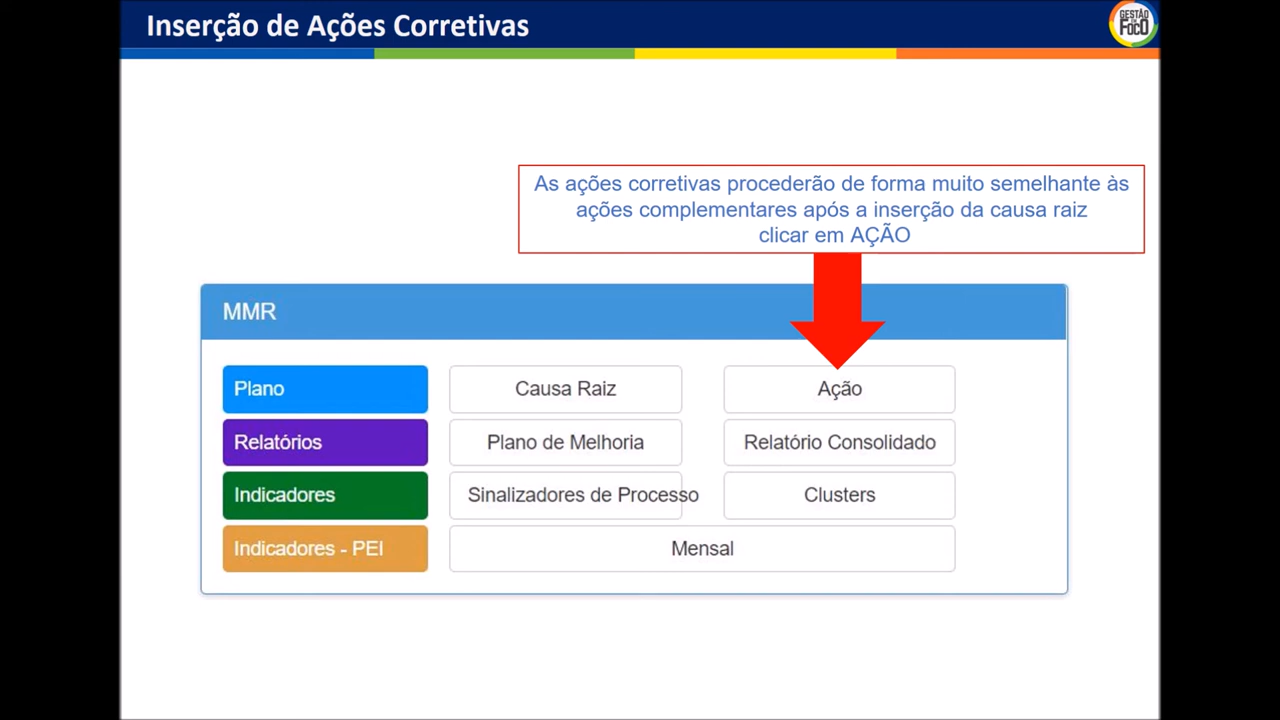 Inserção de Ações Corretivas
GESTÃO
EM
FOCO
As ações corretivas procederão de forma muito semelhante às
ações complementares após a inserção da causa raiz
clicar em AÇÃO
MMR
Plano
Causa Raiz
Ação
Relatórios
Plano de Melhoria
Relatório Consolidado
Indicadores
Sinalizadores de Processo
Clusters
Indicadores - PEI
Mensal